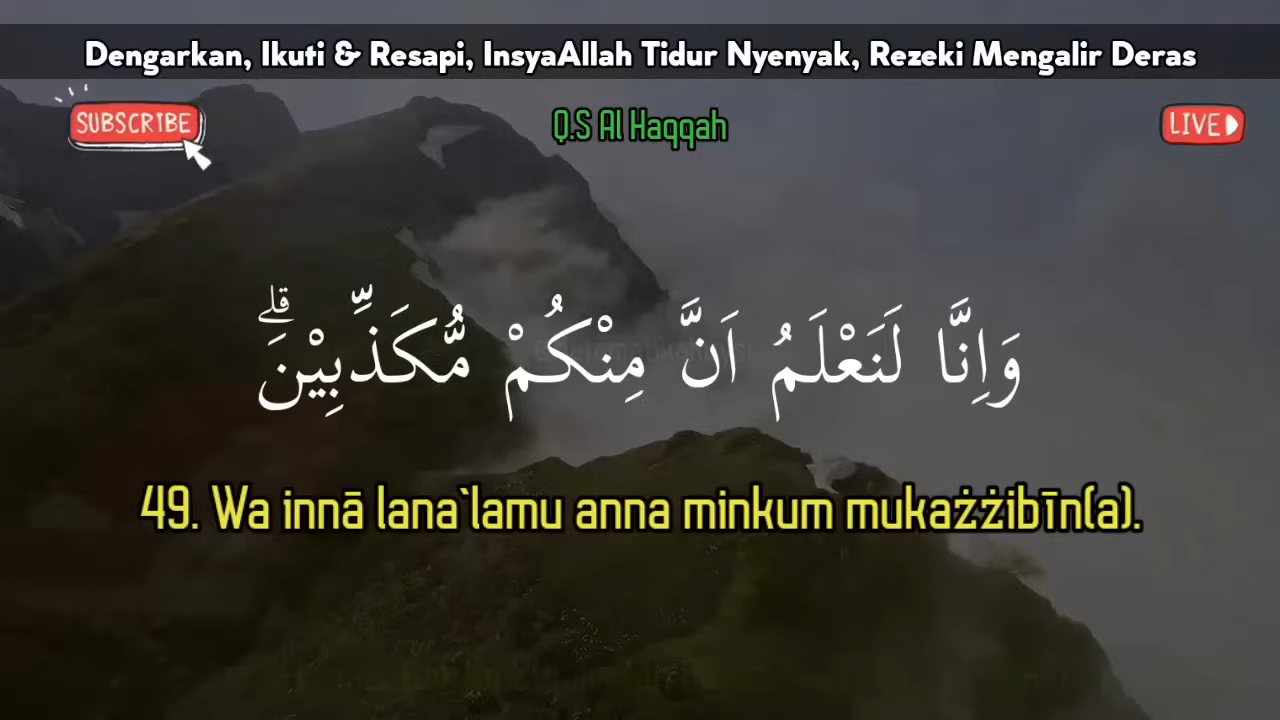 Dengarkan, Ikuti & Resapi, InsyaAllah Tidur Nyenyak, Rezeki Mengalir Deras
SUBSCRIBE
Q.S Al Haqqah
LIVE
وَاِنَّا لَنَعْلَمُ اَنَّ مِنْكُمْ مُّكَذِّبِيْنَۗ
49. Wa innā lana`lamu anna minkum mukażżibīn(a).